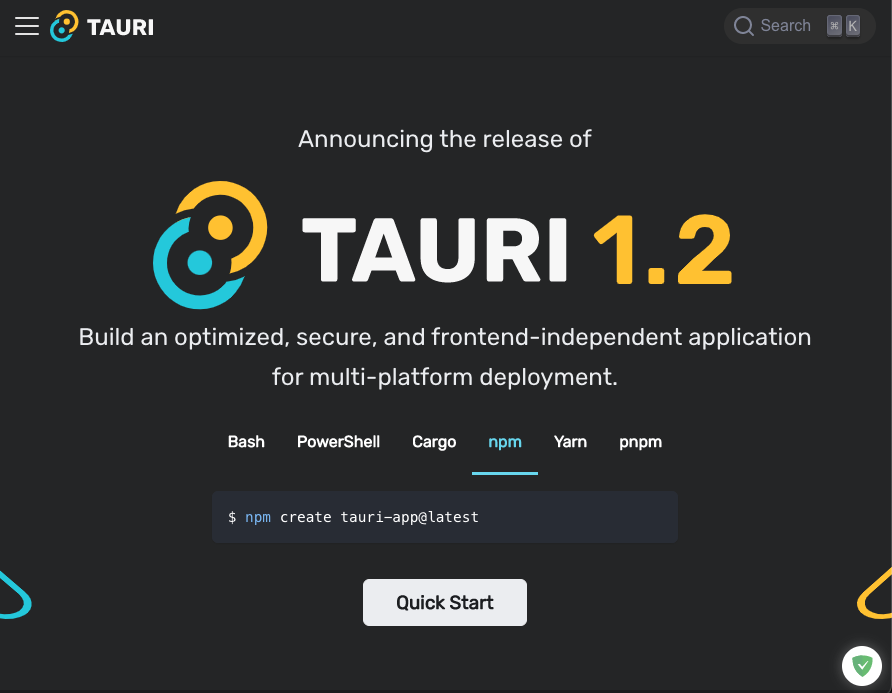 TAURI
Search ⌘ K
Announcing the release of
TAURI 1.2
Build an optimized, secure, and frontend-independent application
for multi-platform deployment.
Bash PowerShell Cargo npm Yarn pnpm
$ npm create tauri-app@latest
Quick Start